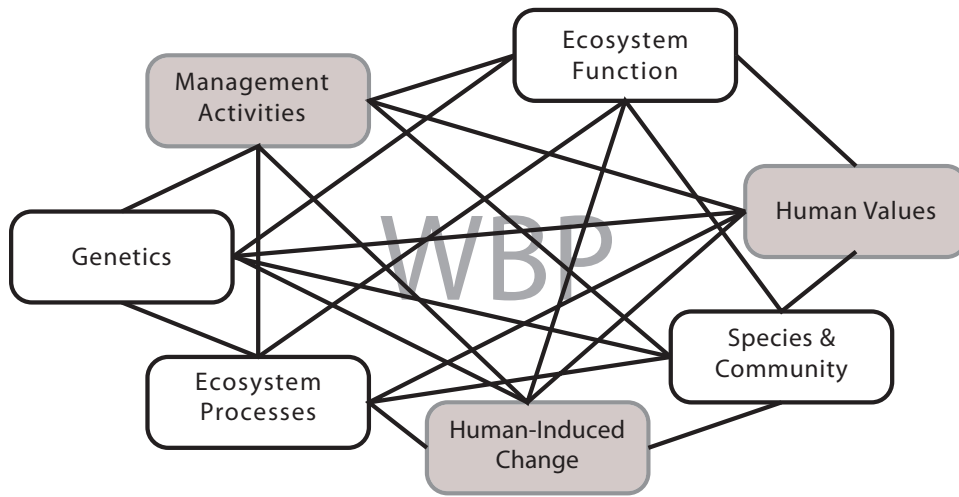 Ecosystem
Function
Management
Activities
Human Values
Genetics
WBP
Species &
Community
Ecosystem
Processes
Human-Induced
Change